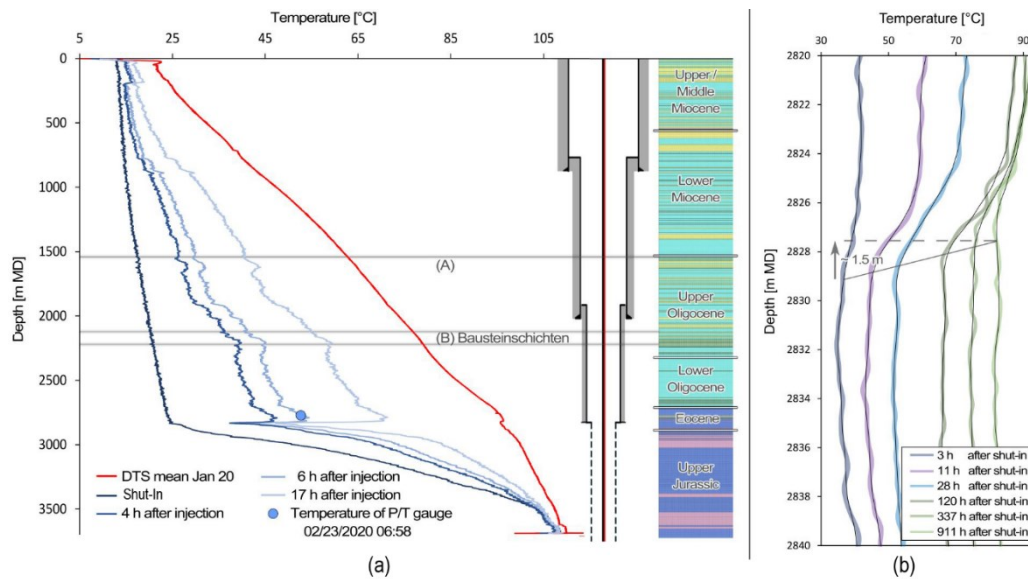 Temperature [°C]
5 25 45 65 85 105
0
500
1000
1500
2000
2500
3000
3500
Depth [m MD]
(A)
(B) Bausteinschichten
Upper /
Middle
Miocene
Lower
Miocene
Upper
Oligocene
Lower
Oligocene
Eocene
Upper
Jurassic
DTS mean Jan 20
Shut-In
4 h after injection
6 h after injection
17 h after injection
Temperature of P/T gauge
02/23/2020 06:58
(a)
Temperature [°C]
30 50 70 90
2820
2822
2824
2826
2828
2830
2832
2834
2836
2838
2840
Depth [m MD]
~ 1.5 m
3 h after shut-in
11 h after shut-in
28 h after shut-in
120 h after shut-in
337 h after shut-in
911 h after shut-in
(b)